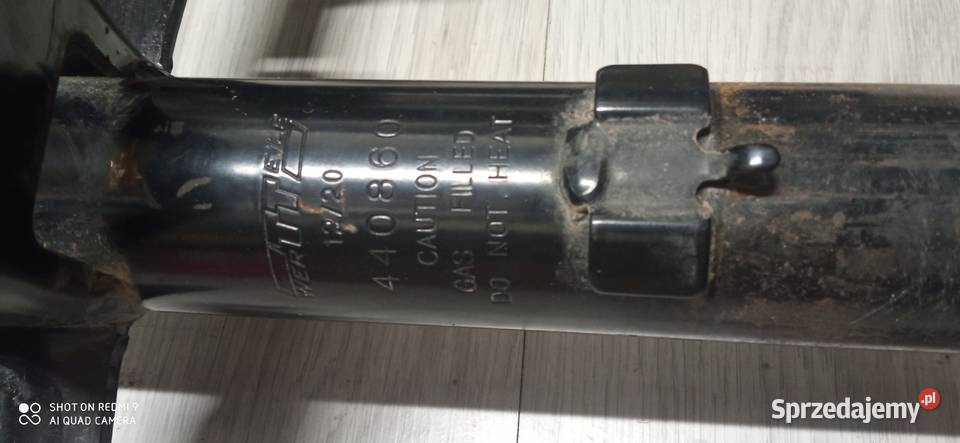 12/20
440860
CAUTION
GAS FILLED
DO NOT.HEAT
SHOT ON REDMI 9
AI QUAD CAMERA
Sprzedajemy.pl